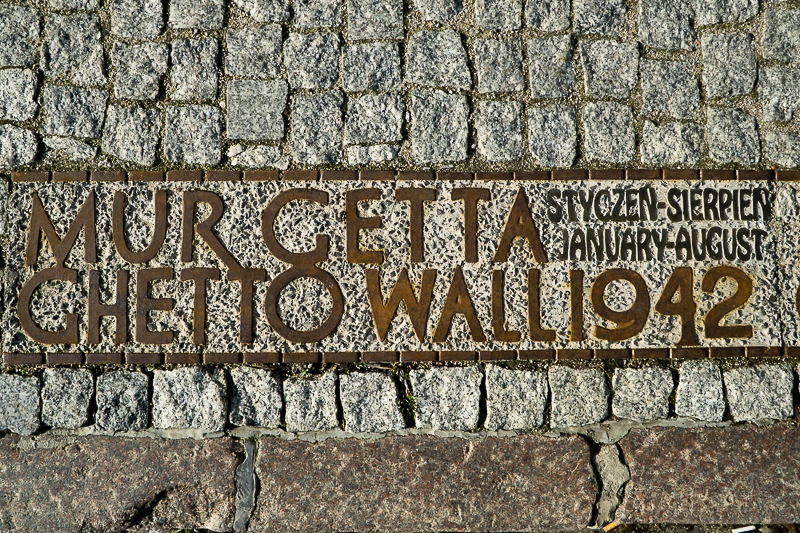 MUR GETTA STYCZEŃ-SIERPIEŃ
JANUARY-AUGUST
GHETTO WALL 1942